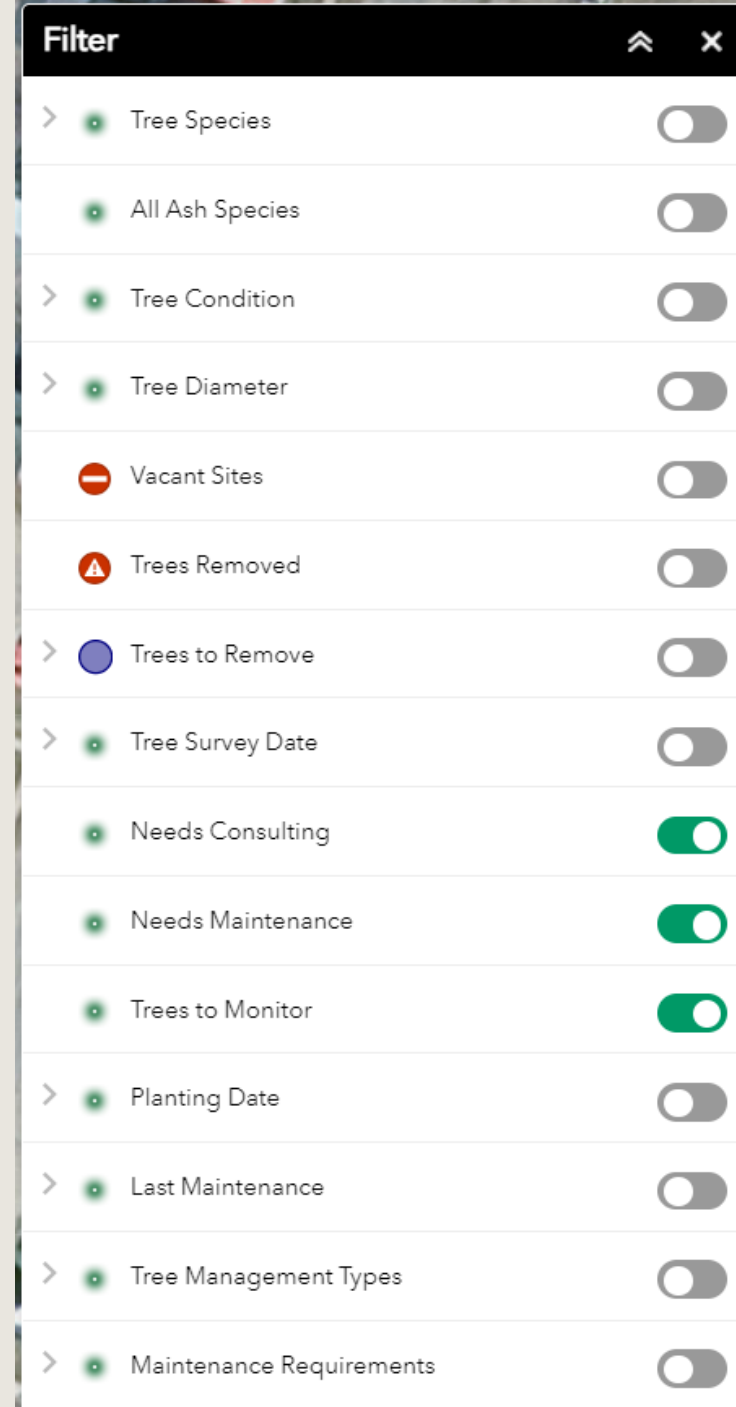 Filter
Tree Species
All Ash Species
Tree Condition
Tree Diameter
Vacant Sites
Trees Removed
Trees to Remove
Tree Survey Date
Needs Consulting
Needs Maintenance
Trees to Monitor
Planting Date
Last Maintenance
Tree Management Types
Maintenance Requirements